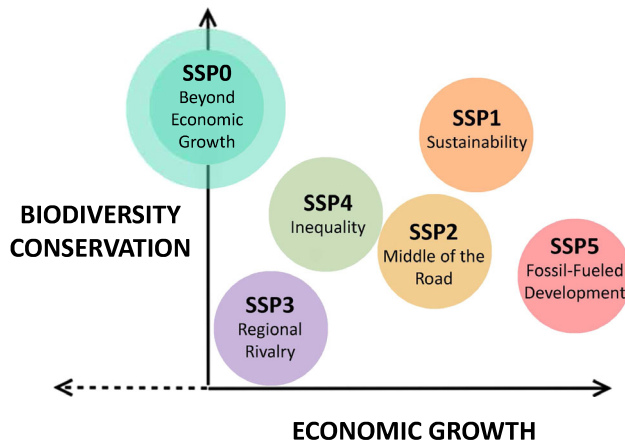 SSP0
Beyond
Economic
Growth
SSP1
Sustainability
BIODIVERSITY
CONSERVATION
SSP4
Inequality
SSP2
Middle of the
Road
SSP5
Fossil-Fueled
Development
SSP3
Regional
Rivalry
ECONOMIC GROWTH